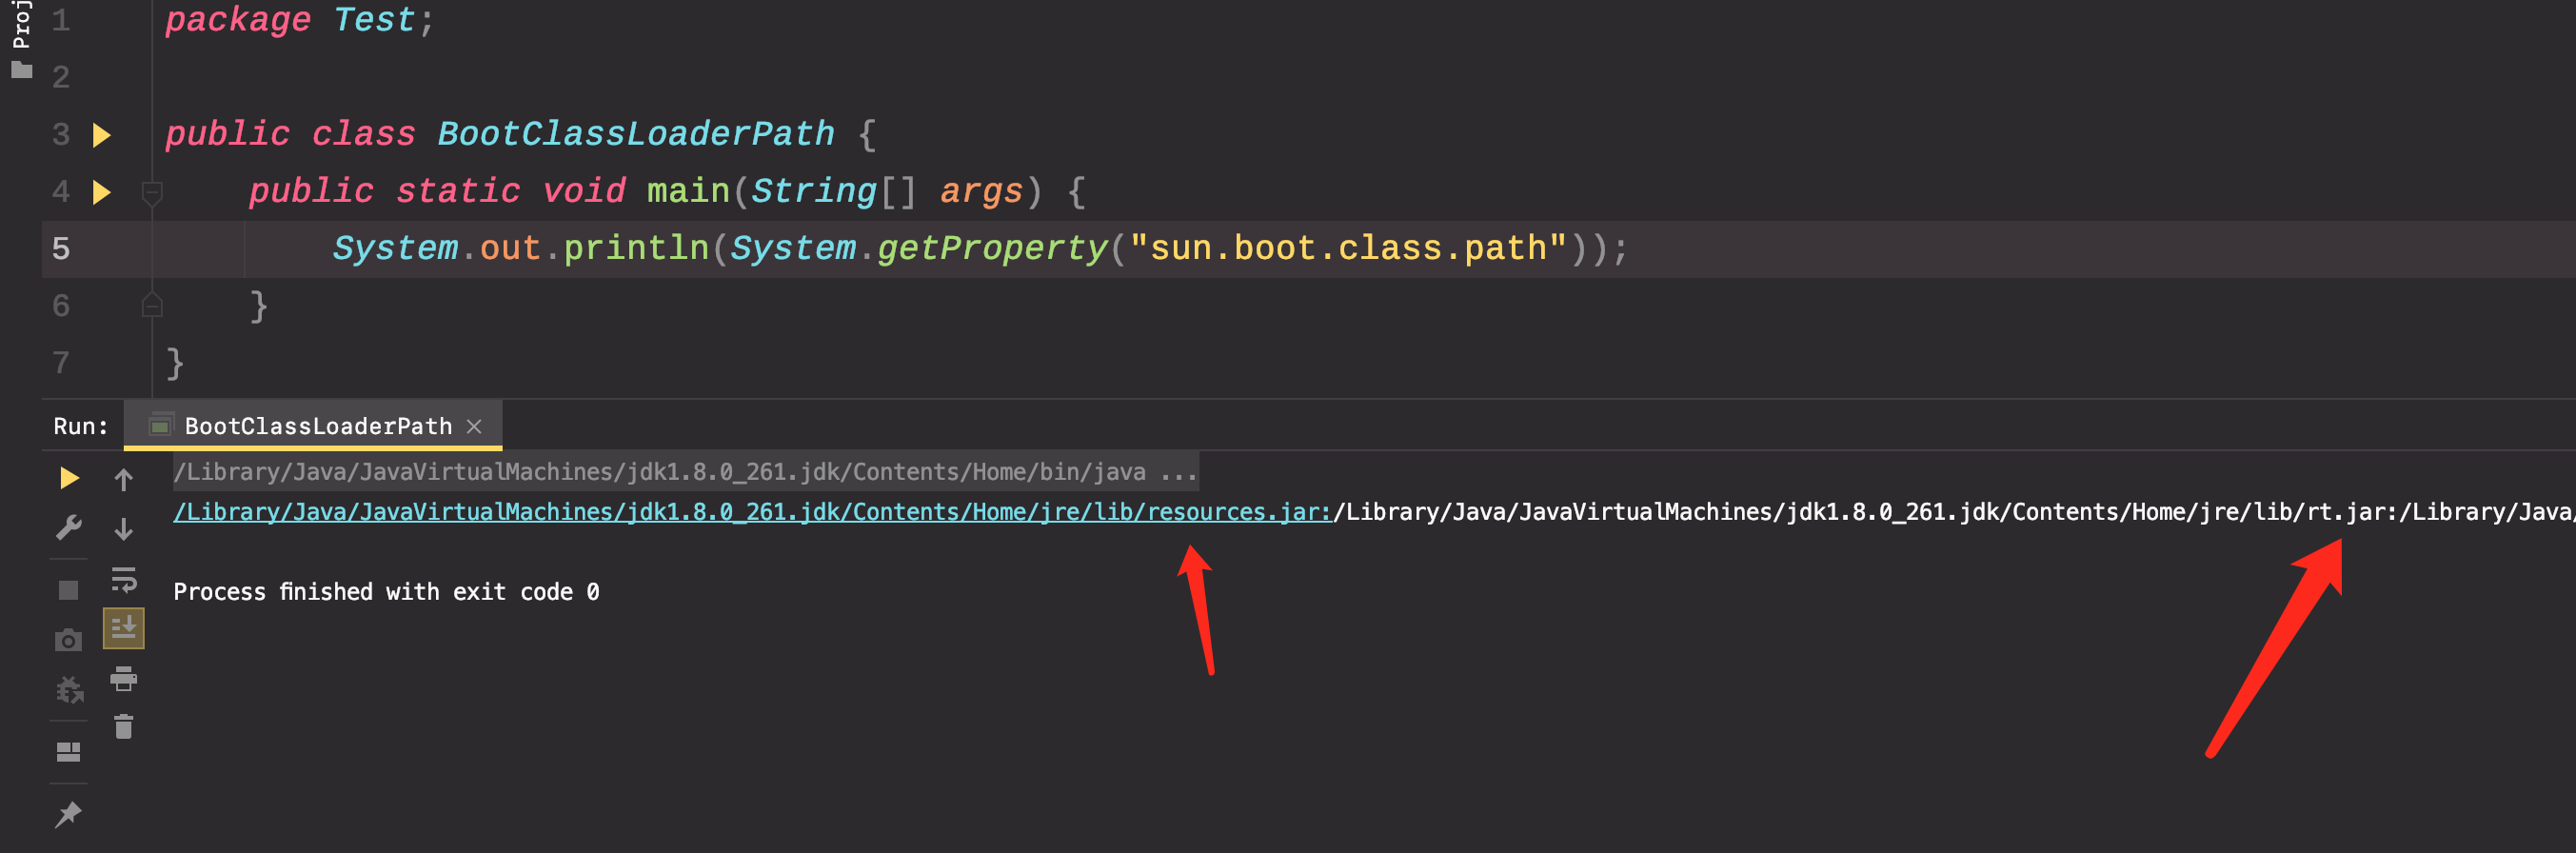 Proj
1 package Test;
2
3 public class BootClassLoaderPath {
4 public static void main(String[] args) {
5 System.out.println(System.getProperty("sun.boot.class.path"));
6 }
7 }
Run: BootClassLoaderPath
/Library/Java/JavaVirtualMachines/jdk1.8.0_261.jdk/Contents/Home/bin/java ...
/Library/Java/JavaVirtualMachines/jdk1.8.0_261.jdk/Contents/Home/jre/lib/resources.jar:/Library/Java/JavaVirtualMachines/jdk1.8.0_261.jdk/Contents/Home/jre/lib/rt.jar:/Library/Java/
Process finished with exit code 0